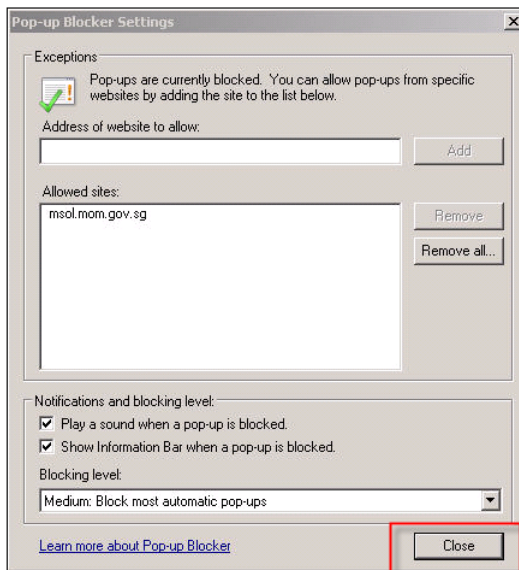 Pop-up Blocker Settings
Exceptions
Pop-ups are currently blocked. You can allow pop-ups from specific
websites by adding the site to the list below.
Address of website to allow:
Add
Allowed sites:
msol.mom.gov.sg
Remove
Remove all...
Notifications and blocking level:
Play a sound when a pop-up is blocked.
Show Information Bar when a pop-up is blocked.
Blocking level:
Medium: Block most automatic pop-ups
Learn more about Pop-up Blocker
Close